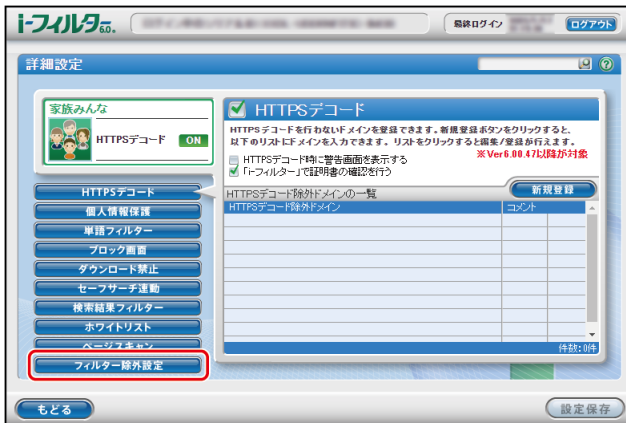 i-フィルター6.0.
最終ログイン
ログアウト
詳細設定
家族みんな
HTTPSデコード ON
HTTPSデコード
個人情報保護
単語フィルター
ブロック画面
ダウンロード禁止
セーフサーチ連動
検索結果フィルター
ホワイトリスト
ページスキャン
フィルター除外設定
HTTPSデコード
HTTPSデコードを行わないドメインを登録できます。新規登録ボタンをクリックすると、
以下のリストにドメインを入力できます。リストをクリックすると編集/登録が行えます。
※Ver6.00.47以降が対象
HTTPSデコード時に警告画面を表示する
「i-フィルター」で証明書の確認を行う
HTTPSデコード除外ドメインの一覧
新規登録
HTTPSデコード除外ドメイン コメント
件数:0件
もどる
設定保存